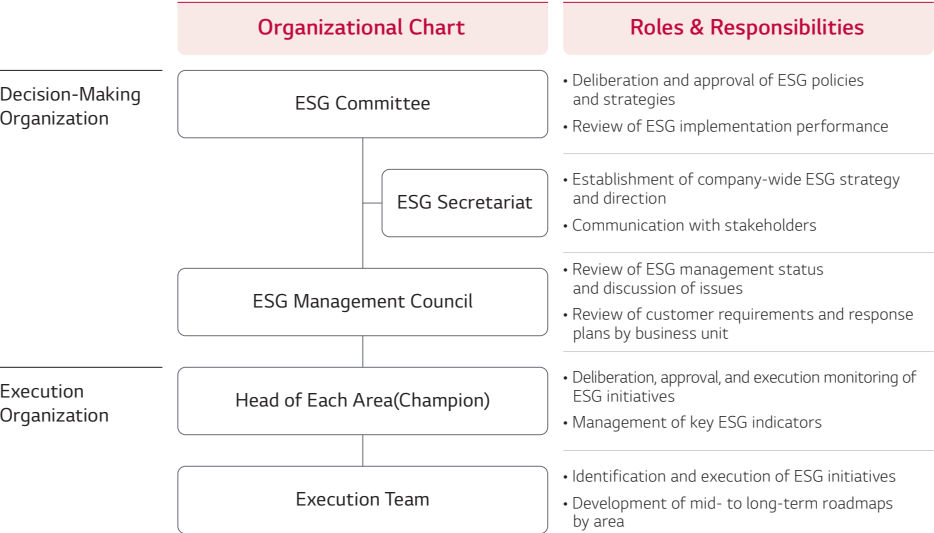 Organizational Chart
Roles & Responsibilities
Decision-Making
Organization
ESG Committee
• Deliberation and approval of ESG policies
and strategies
• Review of ESG implementation performance
ESG Secretariat
• Establishment of company-wide ESG strategy
and direction
• Communication with stakeholders
ESG Management Council
• Review of ESG management status
and discussion of issues
• Review of customer requirements and response
plans by business unit
Execution
Organization
Head of Each Area(Champion)
• Deliberation, approval, and execution monitoring of
ESG initiatives
• Management of key ESG indicators
Execution Team
• Identification and execution of ESG initiatives
• Development of mid- to long-term roadmaps
by area